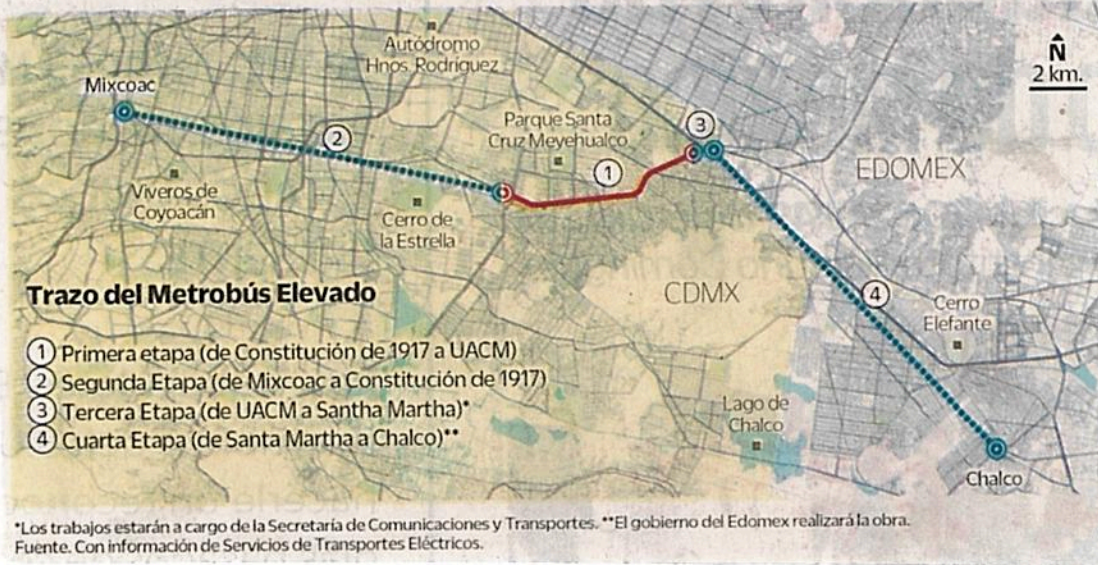 Autódromo
Hnos. Rodríguez
N
2 km.
Mixcoac
Parque Santa
Cruz Meyehualco
3
2
1
EDOMEX
Viveros de
Coyoacán
Cerro de
la Estrella
Trazo del Metrobús Elevado
CDMX
4
Cerro
Elefante
1 Primera etapa (de Constitución de 1917 a UACM)
2 Segunda Etapa (de Mixcoac a Constitución de 1917)
3 Tercera Etapa (de UACM a Santha Martha)*
4 Cuarta Etapa (de Santa Martha a Chalco)**
Lago de
Chalco
Chalco
*Los trabajos estarán a cargo de la Secretaría de Comunicaciones y Transportes. **El gobierno del Edomex realizará la obra.
Fuente. Con información de Servicios de Transportes Eléctricos.